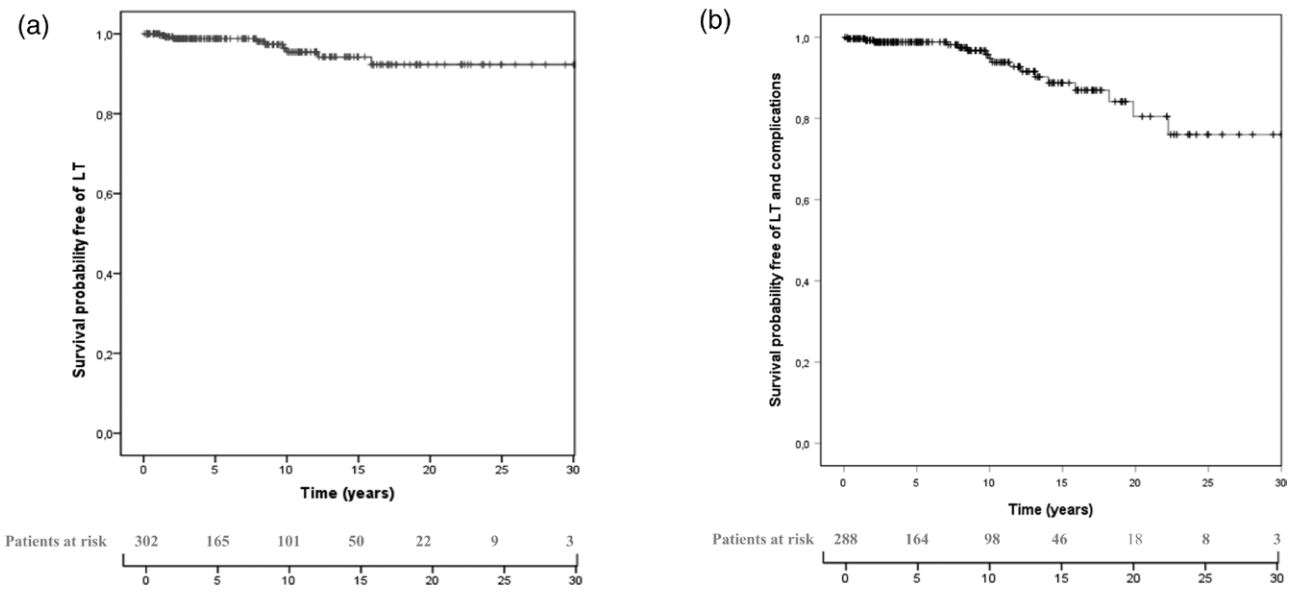 (a)
Survival probability free of LT
1,0
0,8
0,6
0,4
0,2
0,0
0 5 10 15 20 25 30
Time (years)
Patients at risk 302 165 101 50 22 9 3
0 5 10 15 20 25 30
(b)
Survival probability free of LT and complications
1,0
0,8
0,6
0,4
0,2
0,0
0 5 10 15 20 25 30
Time (years)
Patients at risk 288 164 98 46 18 8 3
0 5 10 15 20 25 30